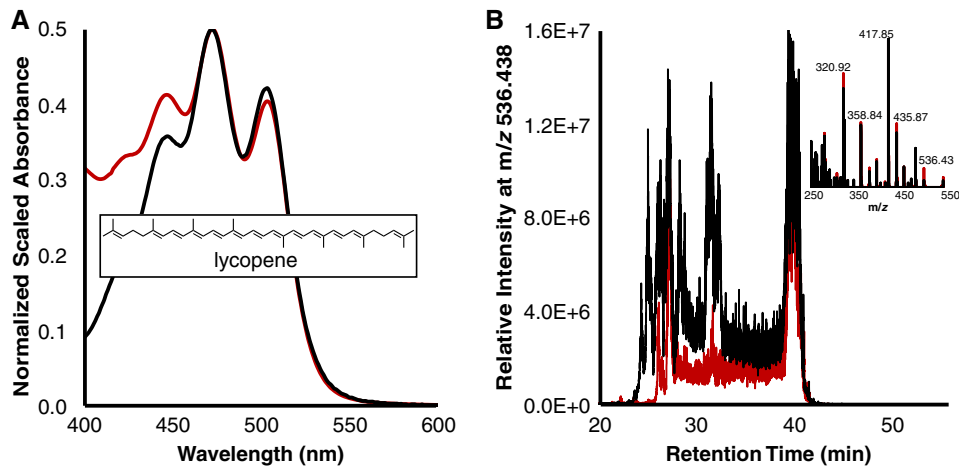 A
Normalized Scaled Absorbance
0.5
0.4
0.3
0.2
0.1
0.0
lycopene
400
450
500
550
600
Wavelength (nm)
B
Relative Intensity at m/z 536.438
1.6E+7
1.2E+7
8.0E+6
4.0E+6
0.0E+0
20
30
40
50
Retention Time (min)
417.85
320.92
358.84
435.87
536.43
250
350
450
550
m/z